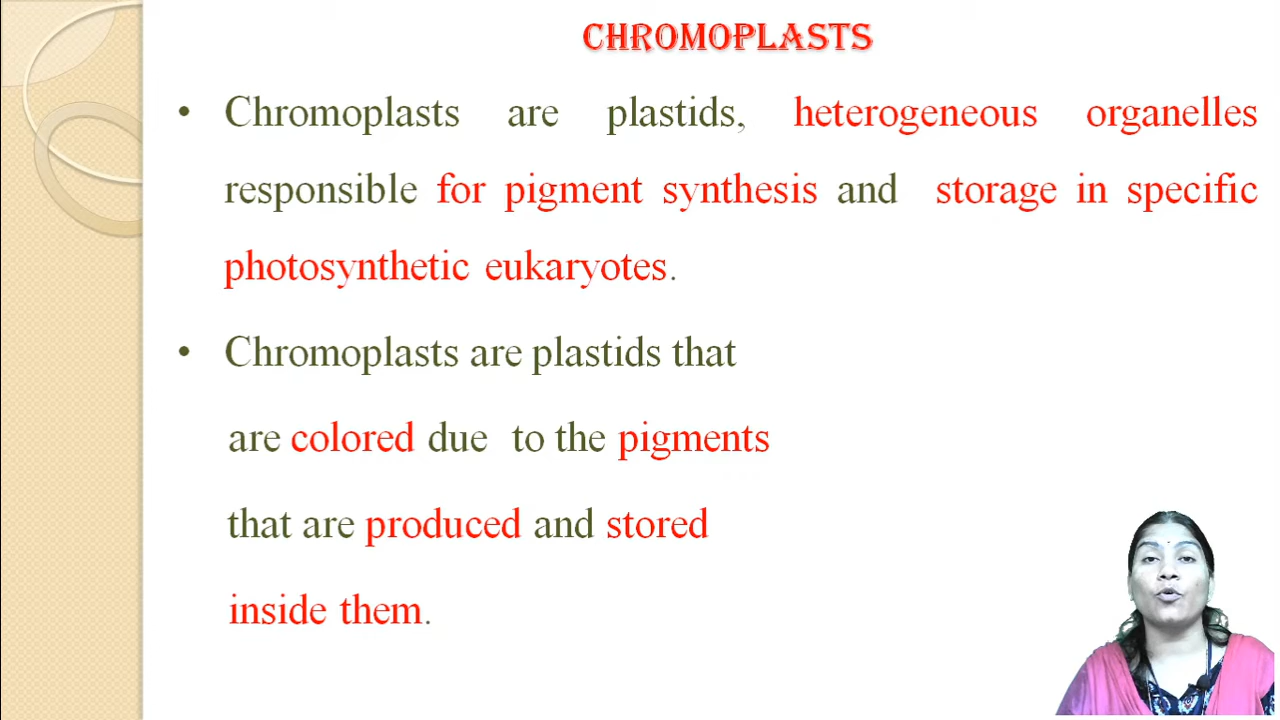 CHROMOPLASTS
• Chromoplasts are plastids, heterogeneous organelles
responsible for pigment synthesis and storage in specific
photosynthetic eukaryotes.
• Chromoplasts are plastids that
are colored due to the pigments
that are produced and stored
inside them.